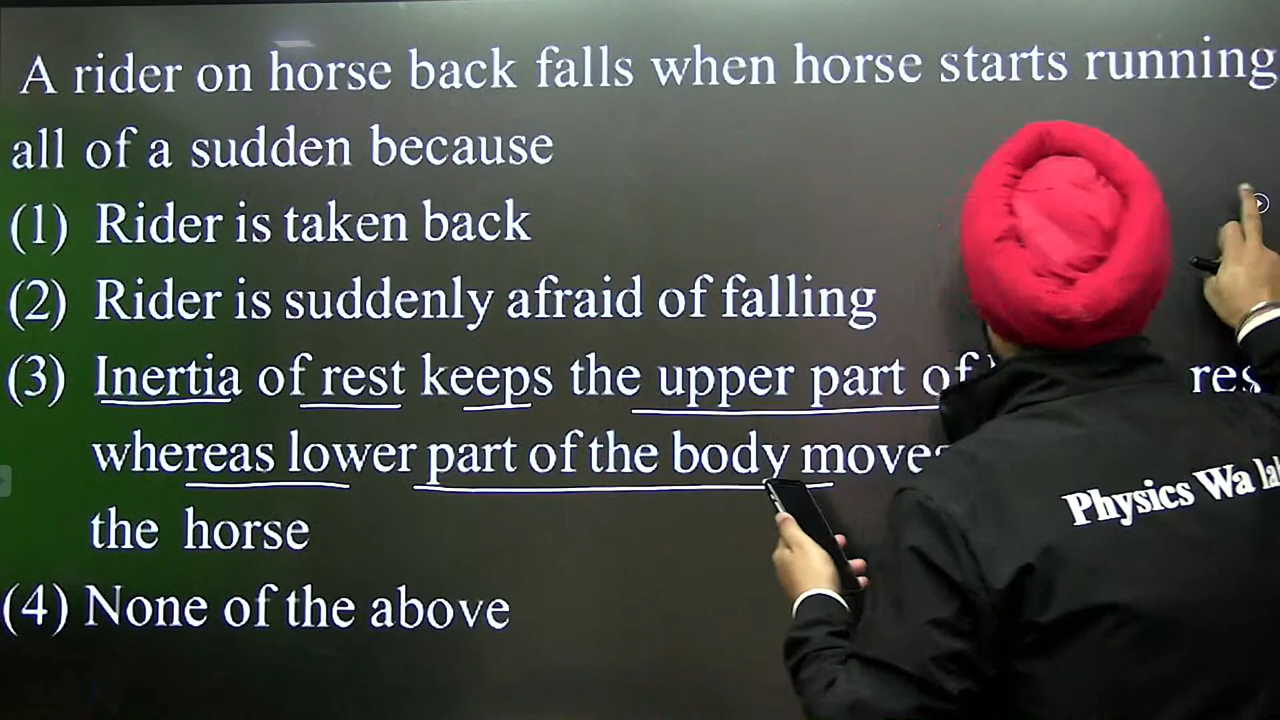 A rider on horse back falls when horse starts running
all of a sudden because
(1) Rider is taken back
(2) Rider is suddenly afraid of falling
(3) Inertia of rest keeps the upper part of
whereas lower part of the body
the horse
(4) None of the above
Physics Wa